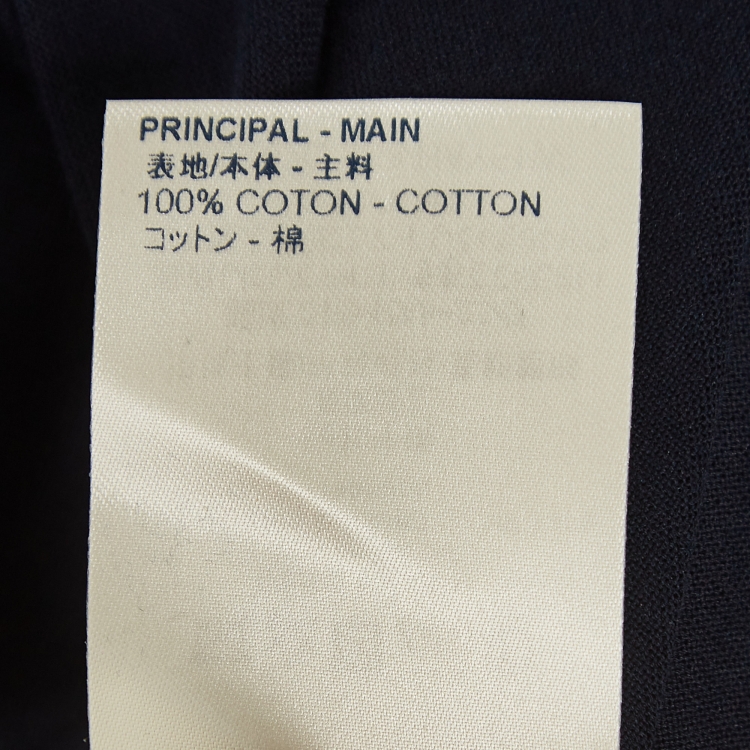 PRINCIPAL - MAIN
表地/本体 - 主料
100% COTON - COTTON
コットン - 棉